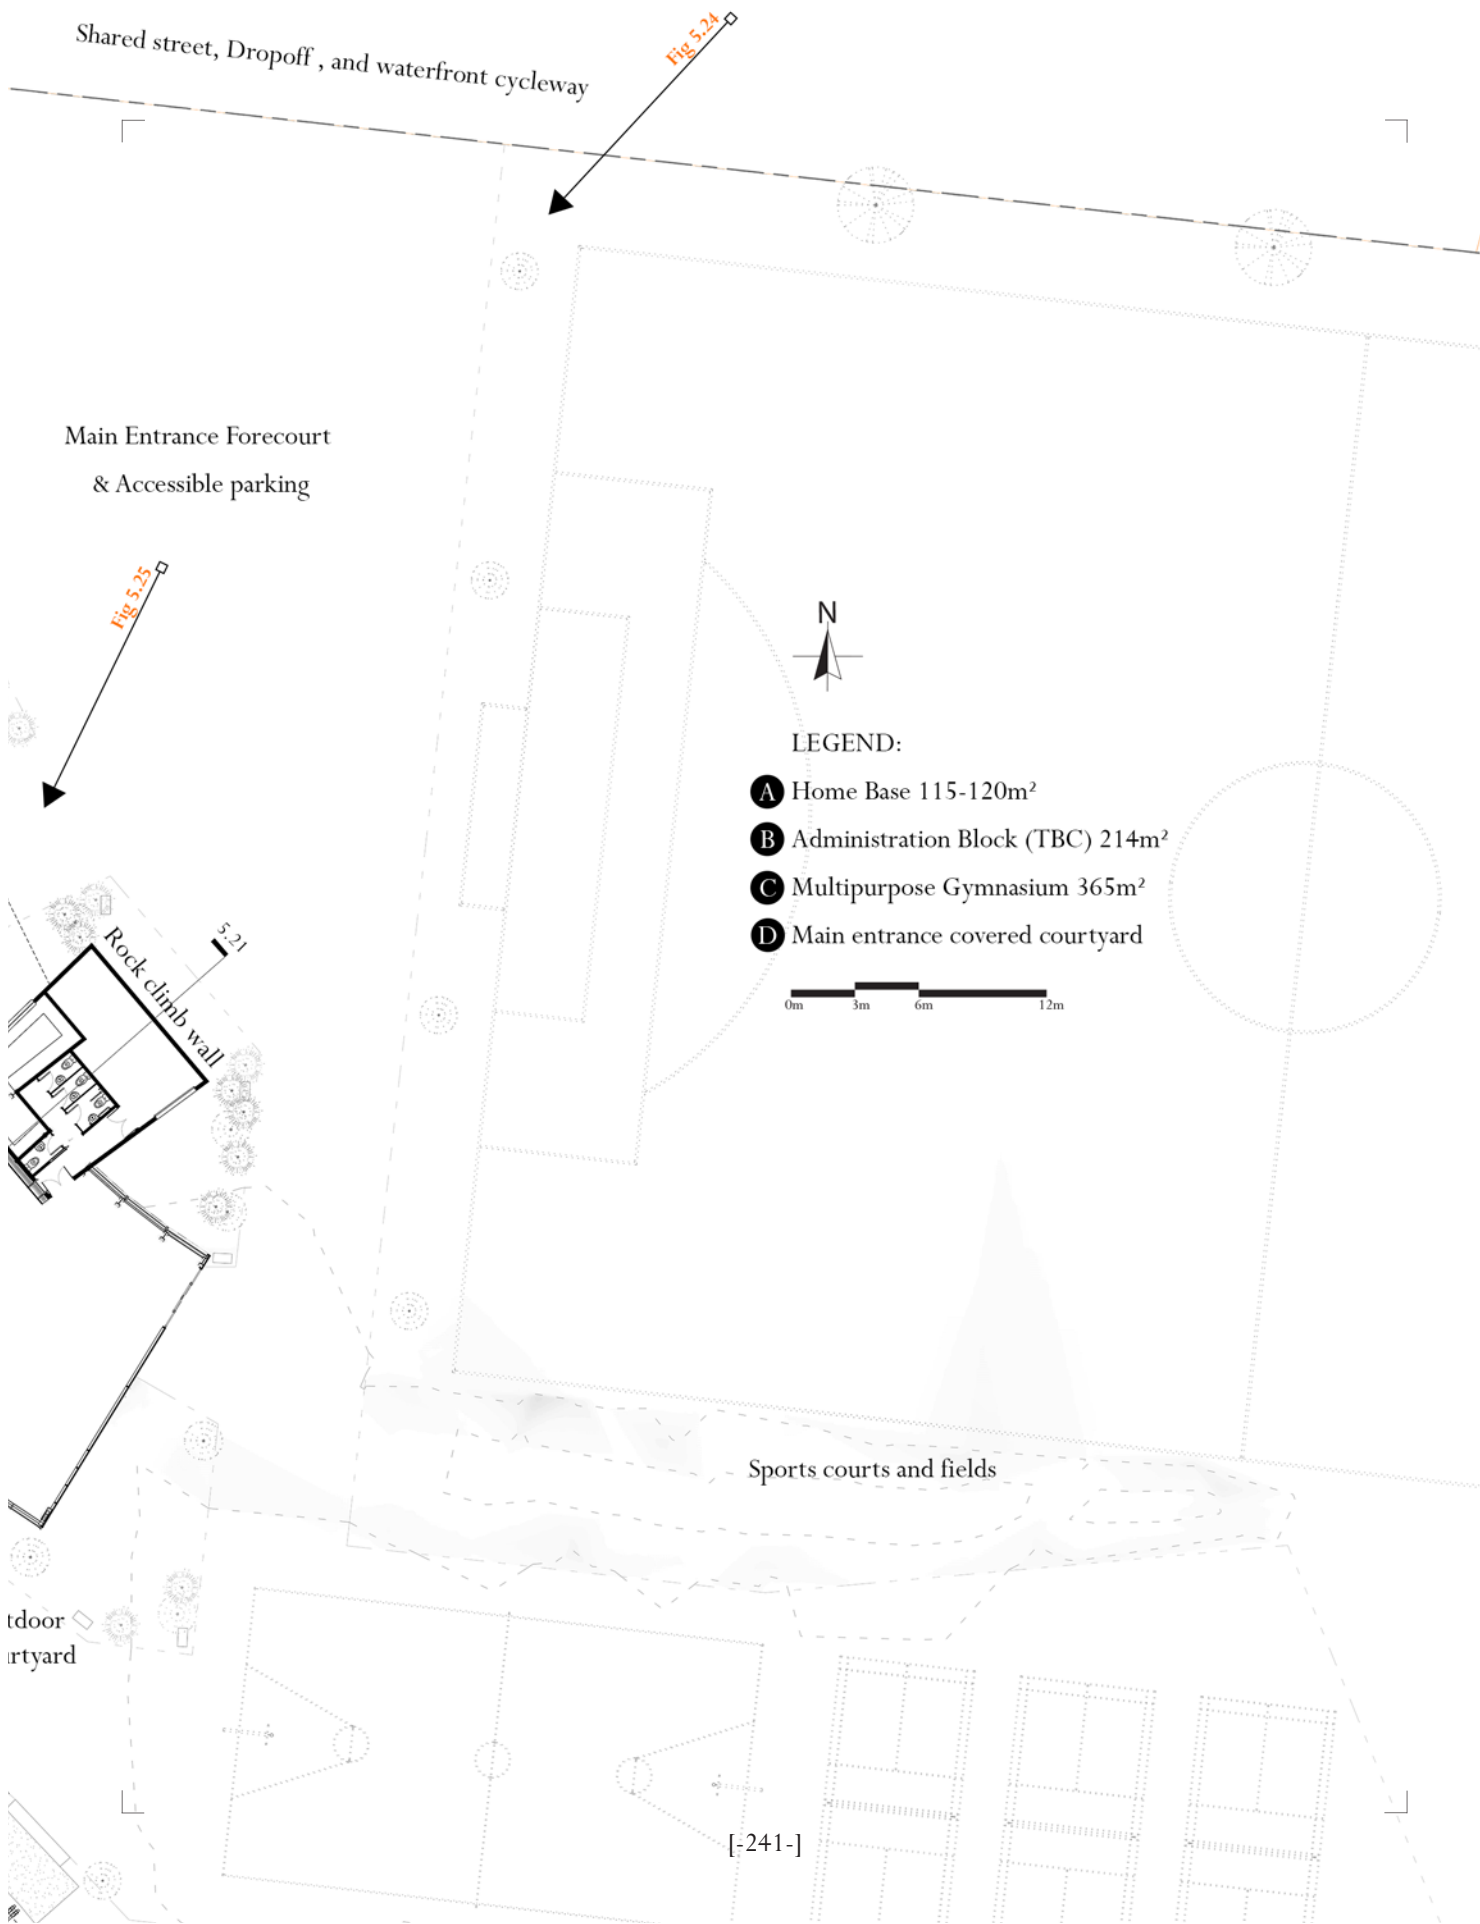 Shared street, Dropoff , and waterfront cycleway
Fig 5.24
Main Entrance Forecourt
& Accessible parking
Fig 5.25
N
LEGEND:
A Home Base 115-120m²
B Administration Block (TBC) 214m²
C Multipurpose Gymnasium 365m²
D Main entrance covered courtyard
0m 3m 6m 12m
5.21
Rock climb wall
Sports courts and fields
tdoor
rtyard
[-241-]